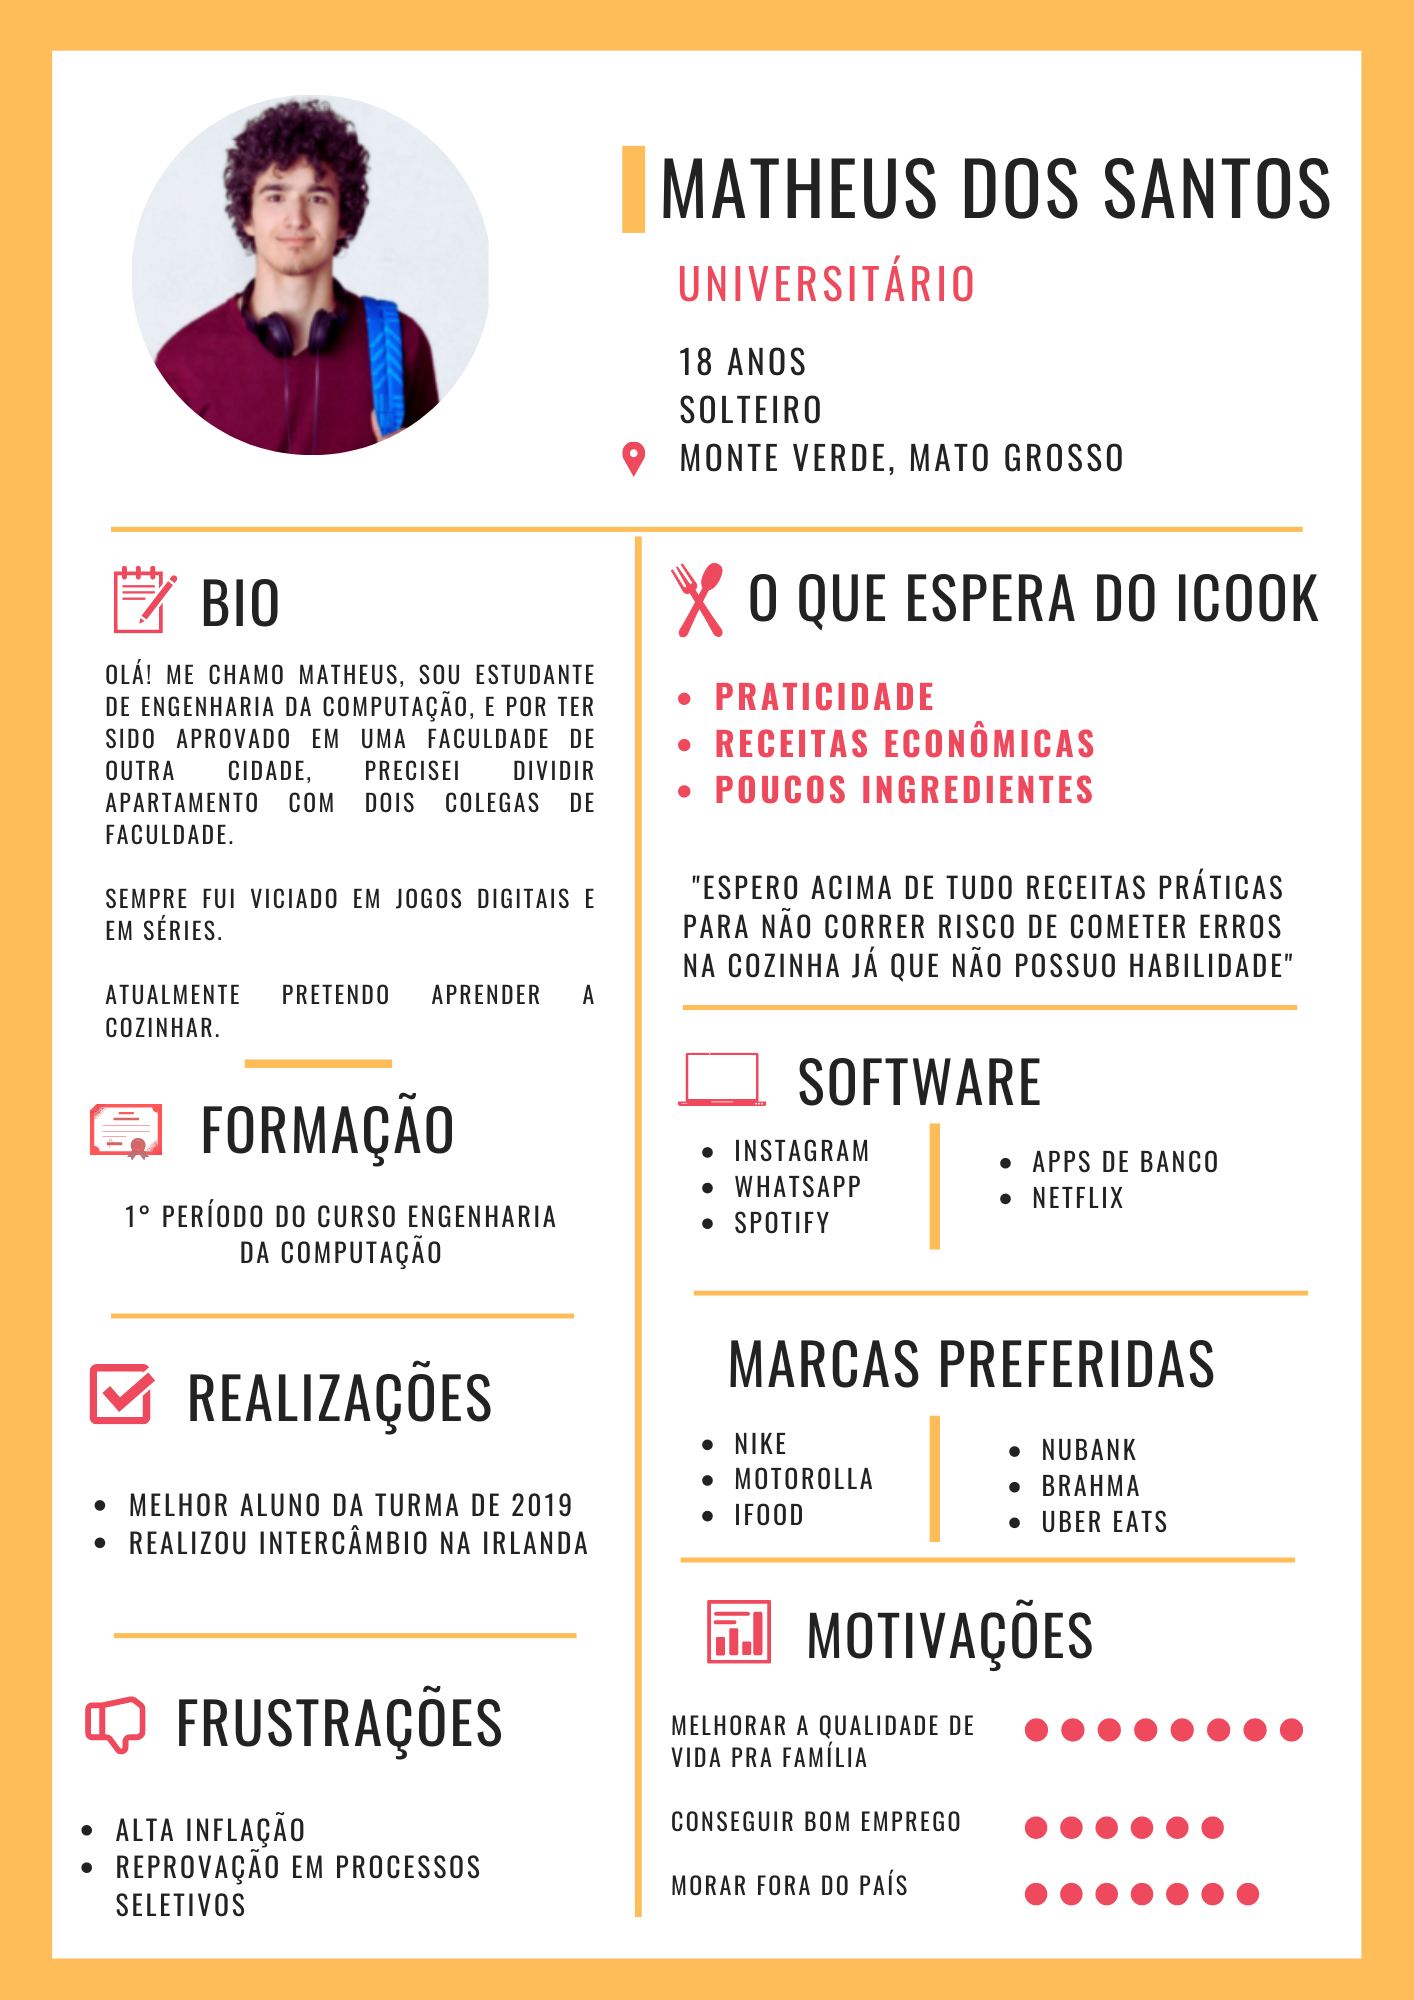 MATHEUS DOS SANTOS
UNIVERSITÁRIO
18 ANOS
SOLTEIRO
MONTE VERDE, MATO GROSSO
BIO
OLÁ! ME CHAMO MATHEUS, SOU ESTUDANTE
DE ENGENHARIA DA COMPUTAÇÃO, E POR TER
SIDO APROVADO EM UMA FACULDADE DE
OUTRA CIDADE, PRECISEI DIVIDIR
APARTAMENTO COM DOIS COLEGAS DE
FACULDADE.
SEMPRE FUI VICIADO EM JOGOS DIGITAIS E
EM SÉRIES.
ATUALMENTE PRETENDO APRENDER A
COZINHAR.
FORMAÇÃO
1° PERÍODO DO CURSO ENGENHARIA
DA COMPUTAÇÃO
REALIZAÇÕES
• MELHOR ALUNO DA TURMA DE 2019
• REALIZOU INTERCÂMBIO NA IRLANDA
FRUSTRAÇÕES
• ALTA INFLAÇÃO
• REPROVAÇÃO EM PROCESSOS
SELETIVOS
O QUE ESPERA DO ICOOK
• PRATICIDADE
• RECEITAS ECONÔMICAS
• POUCOS INGREDIENTES
"ESPERO ACIMA DE TUDO RECEITAS PRÁTICAS
PARA NÃO CORRER RISCO DE COMETER ERROS
NA COZINHA JÁ QUE NÃO POSSUO HABILIDADE"
SOFTWARE
• INSTAGRAM
• WHATSAPP
• SPOTIFY
• APPS DE BANCO
• NETFLIX
MARCAS PREFERIDAS
• NIKE
• MOTOROLLA
• IFOOD
• NUBANK
• BRAHMA
• UBER EATS
MOTIVAÇÕES
MELHORAR A QUALIDADE DE
VIDA PRA FAMÍLIA
CONSEGUIR BOM EMPREGO
MORAR FORA DO PAÍS